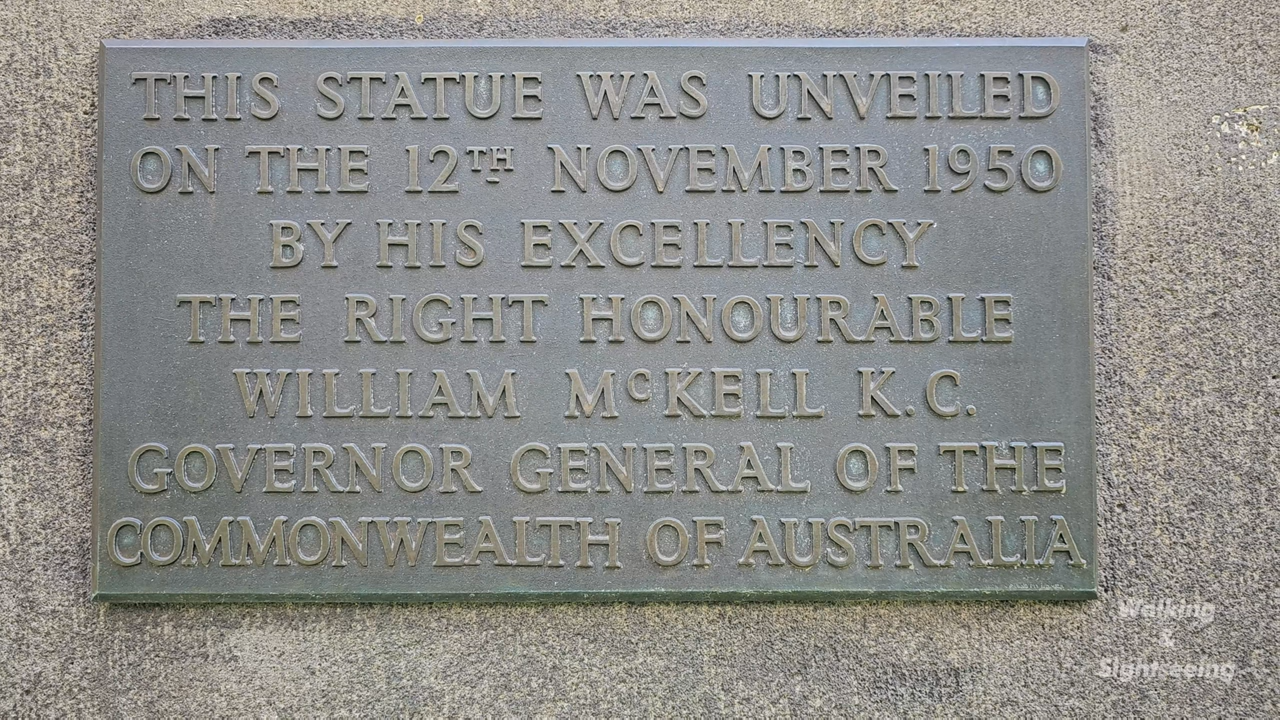 THIS STATUE WAS UNVEILED
ON THE 12TH NOVEMBER 1950
BY HIS EXCELLENCY
THE RIGHT HONOURABLE
WILLIAM McKELL K.C.
GOVERNOR GENERAL OF THE
COMMONWEALTH OF AUSTRALIA
Walking
&
Sightseeing